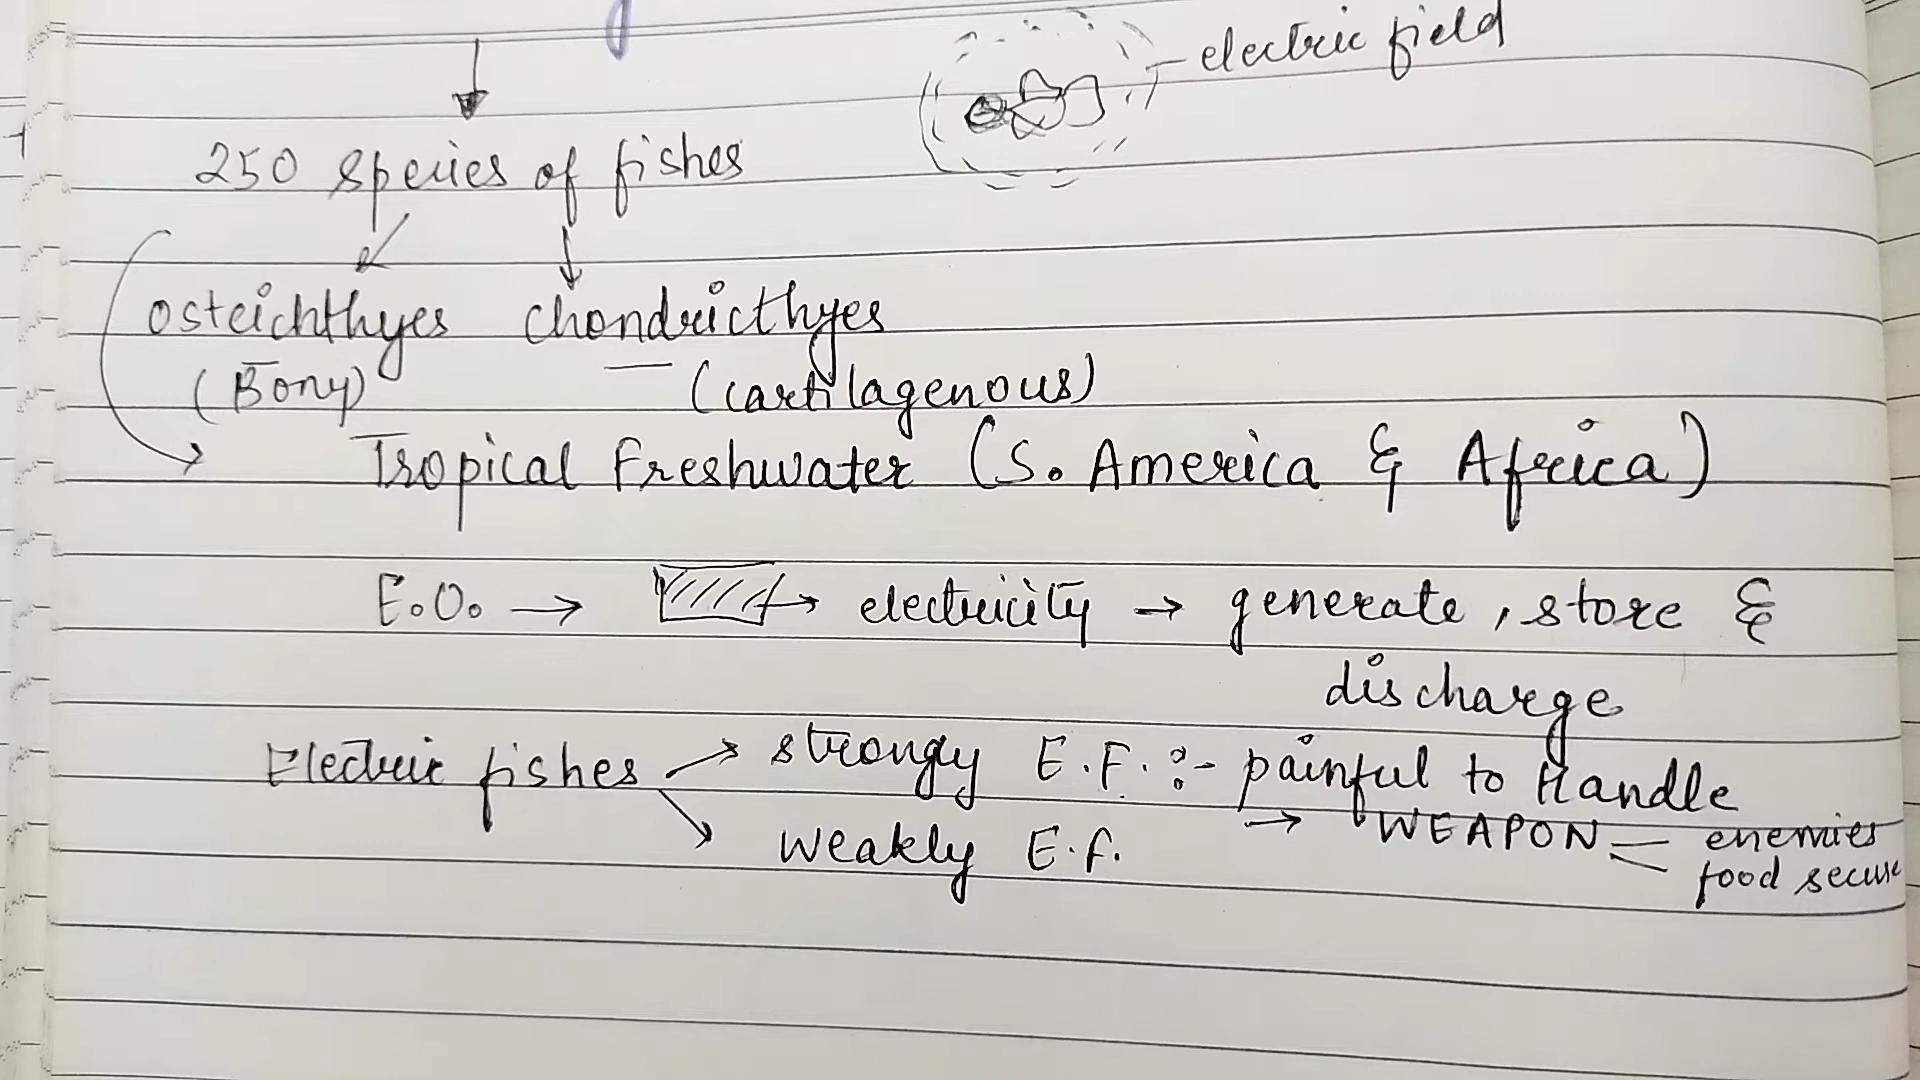 electric field
250 species of fishes
Osteichthyes chondricthyes
(Bony) (cartilagenous)
Tropical Freshwater (S. America & Africa)
E.O. → → electricity → generate, store &
discharge
Electric fishes → strongly E.F. :- painful to Handle
→ WEAPON enemies
weakly E.f. food secure